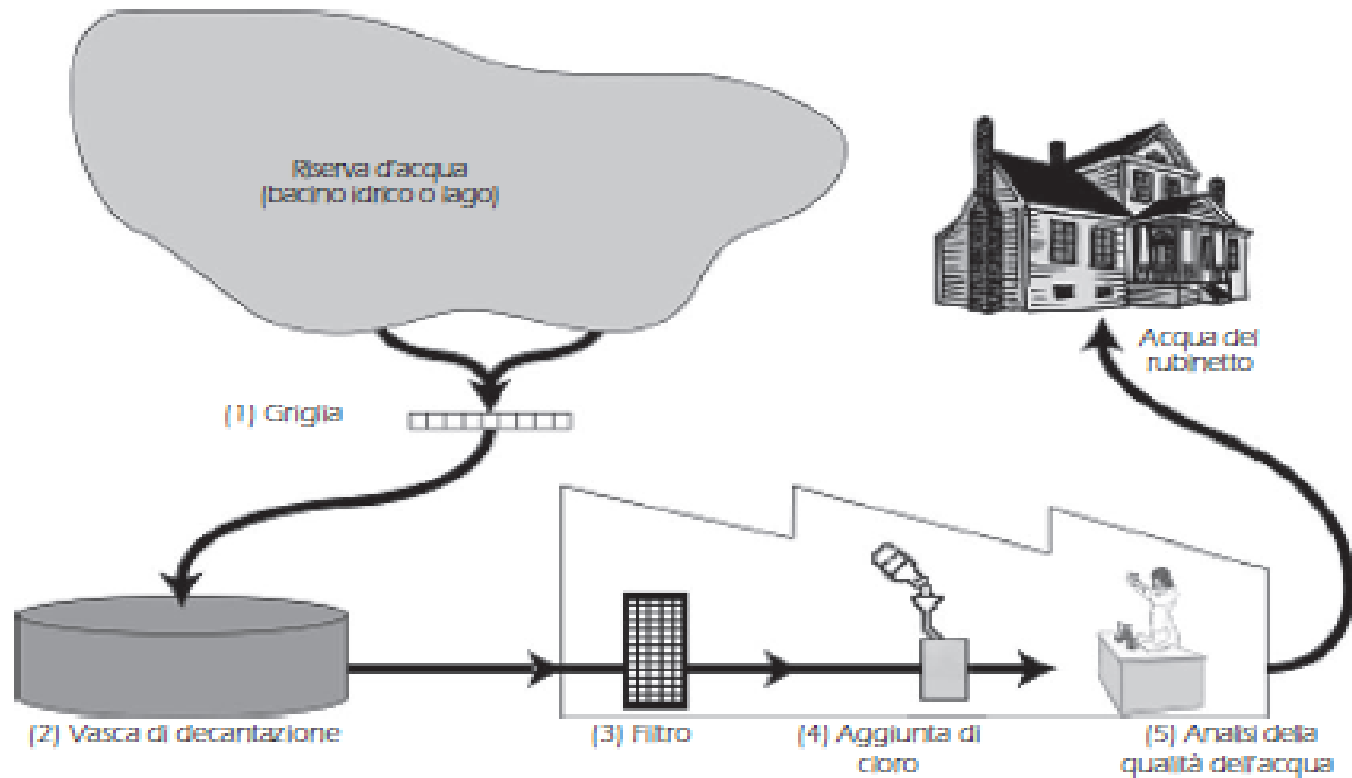 Riserva d'acqua
(bacino idrico o lago)
Acqua del
rubinetto
(1) Griglia
(2) Vasca di decantazione
(3) Filtro
(4) Aggiunta di
cloro
(5) Analisi della
qualità dell'acqua